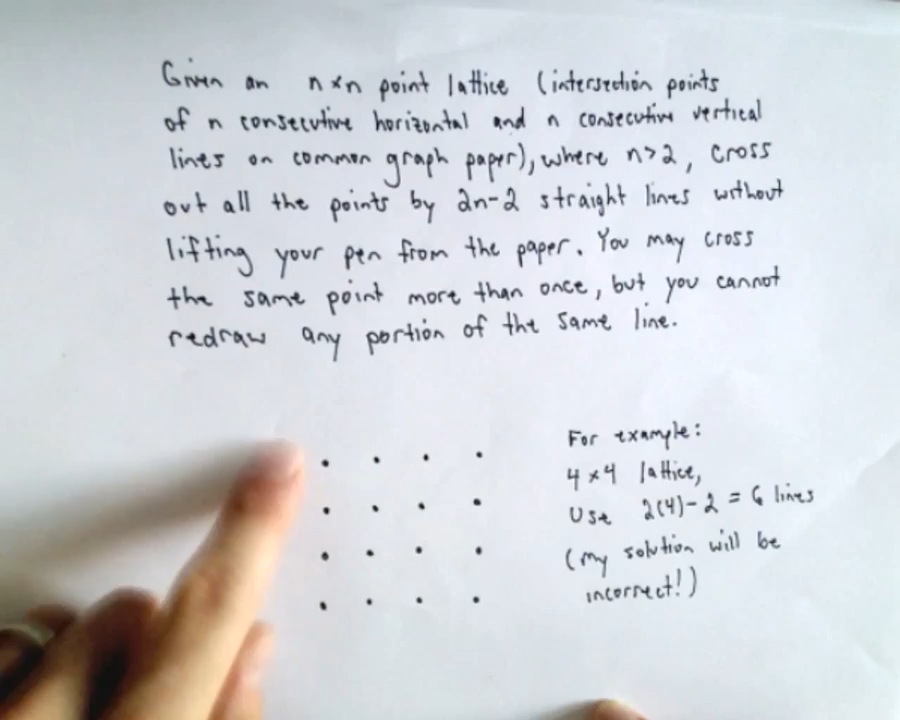 Given an n×n point lattice (intersection points
of n consecutive horizontal and n consecutive vertical
lines on common graph paper), where n>2, cross
out all the points by 2n-2 straight lines without
lifting your pen from the paper. You may cross
the same point more than once, but you cannot
redraw any portion of the same line.
For example:
4×4 lattice,
Use 2(4)-2 = 6 lines
(my solution will be
incorrect!)